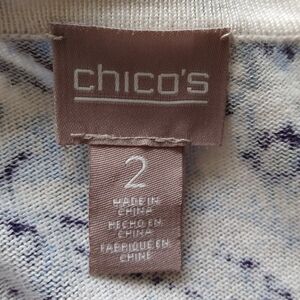 chico's
2
MADE IN
CHINA
HECHO EN
CHINA
FABRIQUÉ EN
CHINE